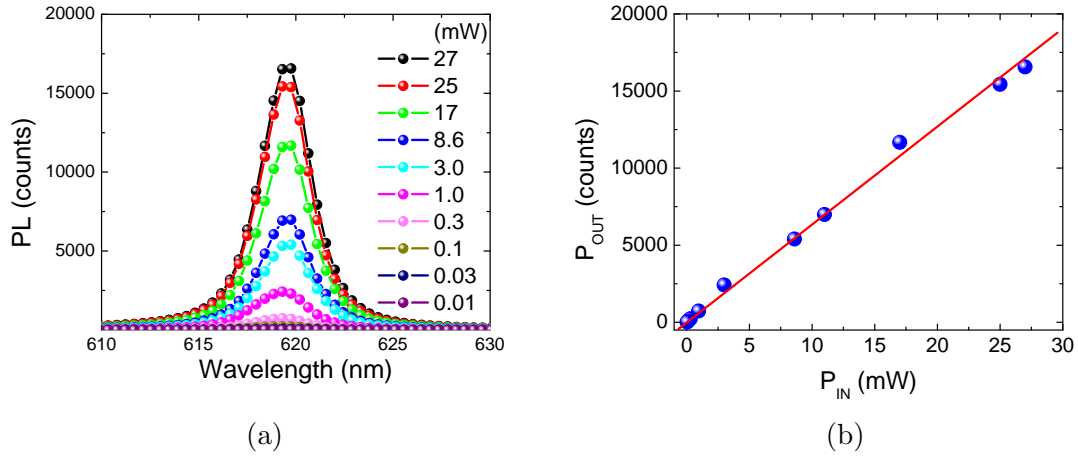 20000
15000
10000
5000
PL (counts)
(mW)
27
25
17
8.6
3.0
1.0
0.3
0.1
0.03
0.01
610 615 620 625 630
Wavelength (nm)
(a)
20000
15000
10000
5000
0
P_OUT (counts)
0 5 10 15 20 25 30
P_IN (mW)
(b)